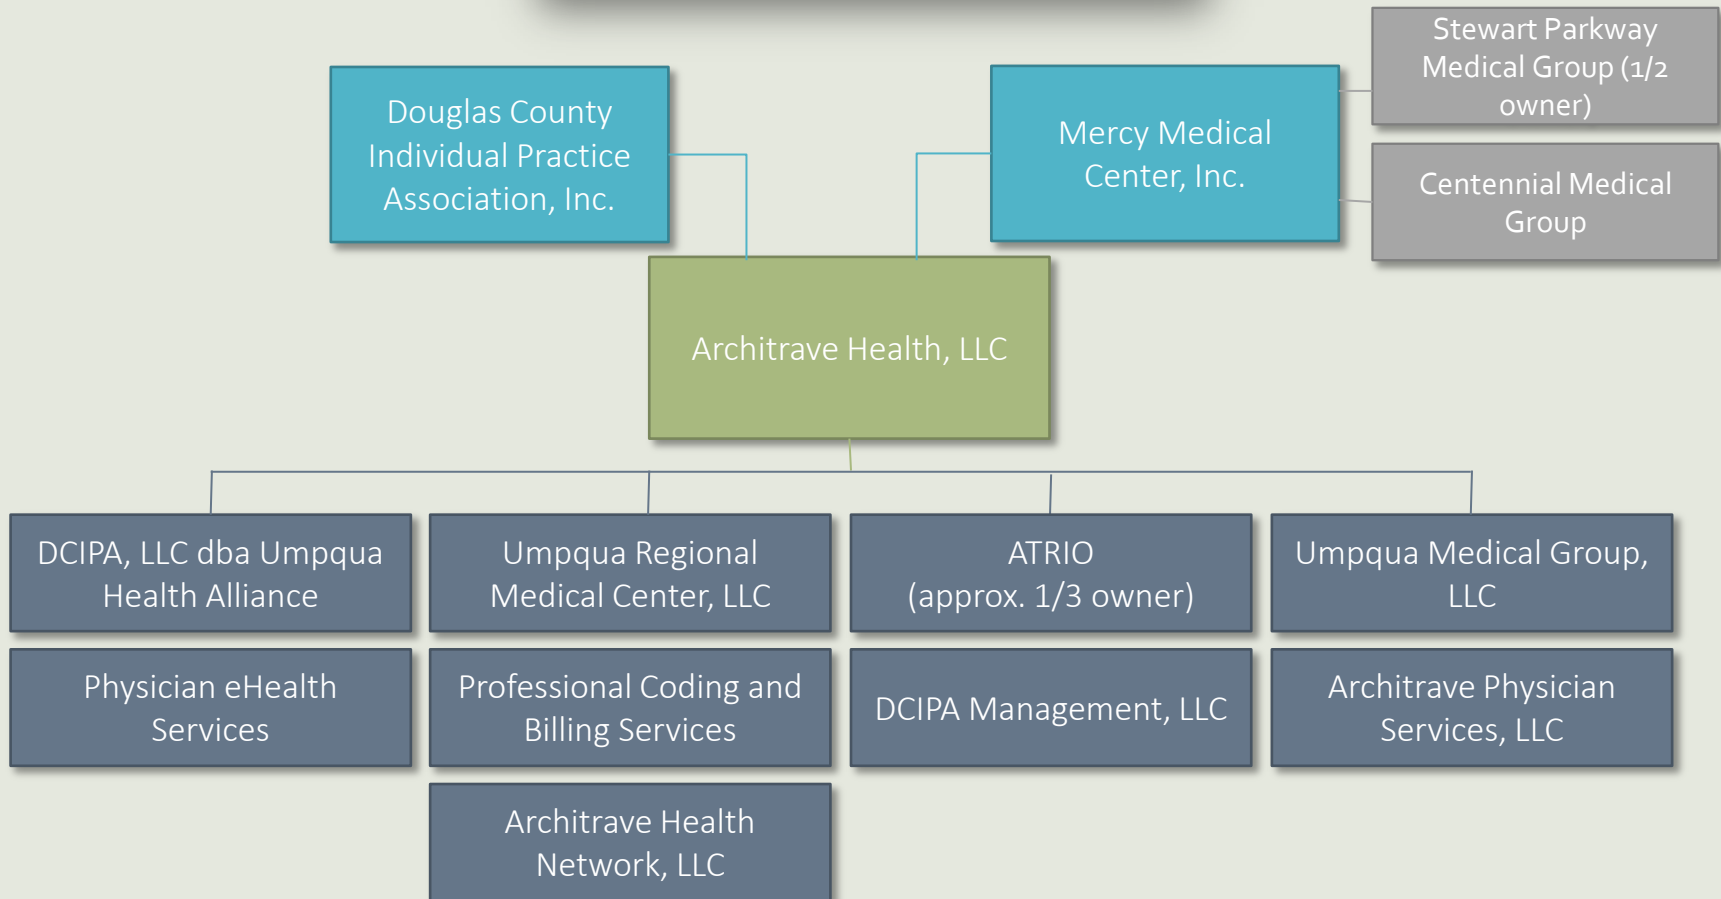 Stewart Parkway
Medical Group (1/2
owner)
Douglas County
Individual Practice
Association, Inc.
Mercy Medical
Center, Inc.
Centennial Medical
Group
Architrave Health, LLC
DCIPA, LLC dba Umpqua
Health Alliance
Umpqua Regional
Medical Center, LLC
ATRIO
(approx. 1/3 owner)
Umpqua Medical Group,
LLC
Physician eHealth
Services
Professional Coding and
Billing Services
DCIPA Management, LLC
Architrave Physician
Services, LLC
Architrave Health
Network, LLC